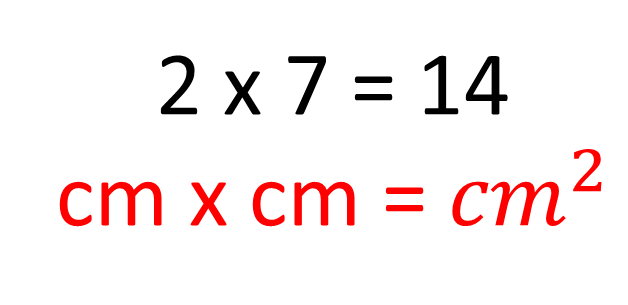 2 x 7 = 14
cm x cm = cm²